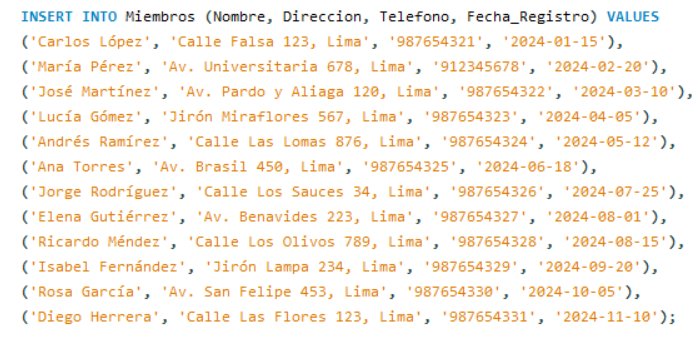 INSERT INTO Miembros (Nombre, Direccion, Telefono, Fecha_Registro) VALUES
('Carlos López', 'Calle Falsa 123, Lima', '987654321', '2024-01-15'),
('María Pérez', 'Av. Universitaria 678, Lima', '912345678', '2024-02-20'),
('José Martínez', 'Av. Pardo y Aliaga 120, Lima', '987654322', '2024-03-10'),
('Lucía Gómez', 'Jirón Miraflores 567, Lima', '987654323', '2024-04-05'),
('Andrés Ramírez', 'Calle Las Lomas 876, Lima', '987654324', '2024-05-12'),
('Ana Torres', 'Av. Brasil 450, Lima', '987654325', '2024-06-18'),
('Jorge Rodríguez', 'Calle Los Sauces 34, Lima', '987654326', '2024-07-25'),
('Elena Gutiérrez', 'Av. Benavides 223, Lima', '987654327', '2024-08-01'),
('Ricardo Méndez', 'Calle Los Olivos 789, Lima', '987654328', '2024-08-15'),
('Isabel Fernández', 'Jirón Lampa 234, Lima', '987654329', '2024-09-20'),
('Rosa García', 'Av. San Felipe 453, Lima', '987654330', '2024-10-05'),
('Diego Herrera', 'Calle Las Flores 123, Lima', '987654331', '2024-11-10');